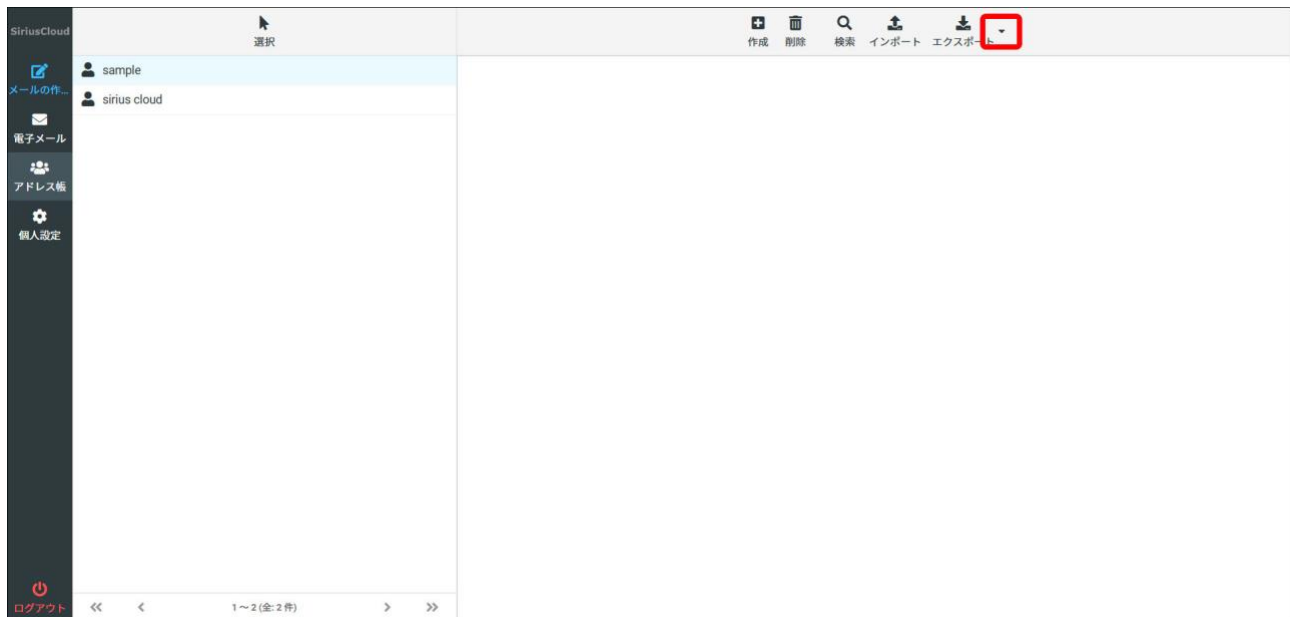 SiriusCloud
メールの作...
電子メール
アドレス帳
個人設定
ログアウト
選択
sample
sirius cloud
1～2 (全: 2 件)
作成
削除
検索
インポート
エクスポート